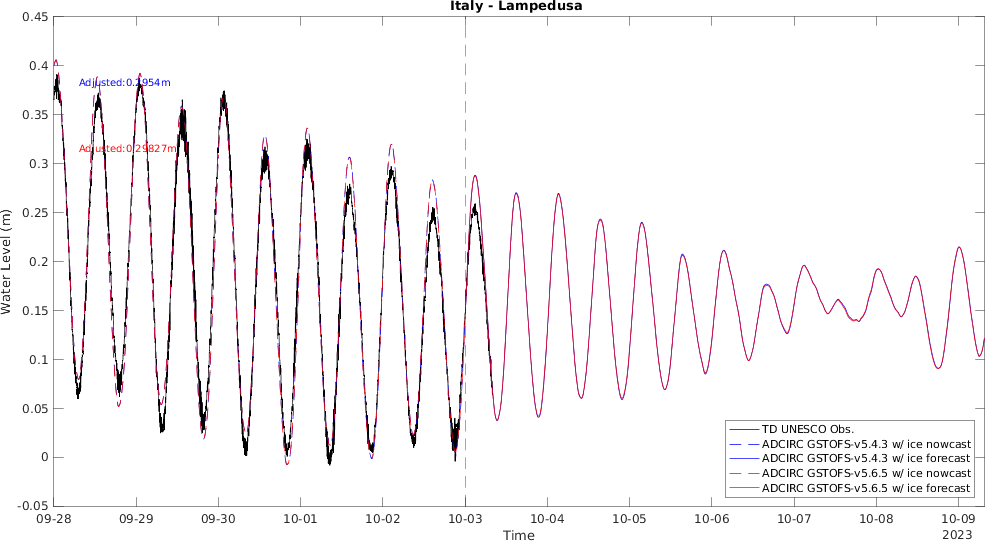 Italy - Lampedusa
0.45
0.4
0.35
0.3
0.25
0.2
0.15
0.1
0.05
0
-0.05
Water Level (m)
Adjusted:0.2954m
Adjusted:0.29827m
TD UNESCO Obs.
ADCIRC GSTOFS-v5.4.3 w/ ice nowcast
ADCIRC GSTOFS-v5.4.3 w/ ice forecast
ADCIRC GSTOFS-v5.6.5 w/ ice nowcast
ADCIRC GSTOFS-v5.6.5 w/ ice forecast
09-28 09-29 09-30 10-01 10-02 10-03 10-04 10-05 10-06 10-07 10-08 10-09
2023
Time